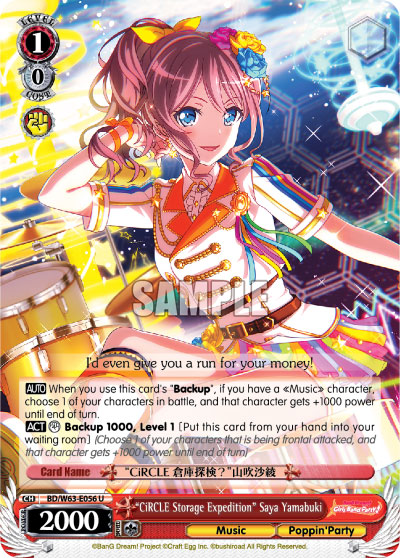 LEVEL
1
0
COST
SAMPLE
I'd even give you a run for your money!
AUTO When you use this card's "Backup", if you have a «Music» character,
choose 1 of your characters in battle, and that character gets +1000 power
until end of turn.
ACT Backup 1000, Level 1 [Put this card from your hand into your
waiting room] (Choose 1 of your characters that is being frontal attacked, and
that character gets +1000 power until end of turn)
Card Name "CiRCLE 倉庫探検？"山吹沙綾
CH BD/W63-E056 U
"CiRCLE Storage Expedition" Saya Yamabuki
Girls Band Party!
2000
Music Poppin'Party
©BanG Dream! Project ©Craft Egg Inc. ©bushiroad All Rights Reserved.